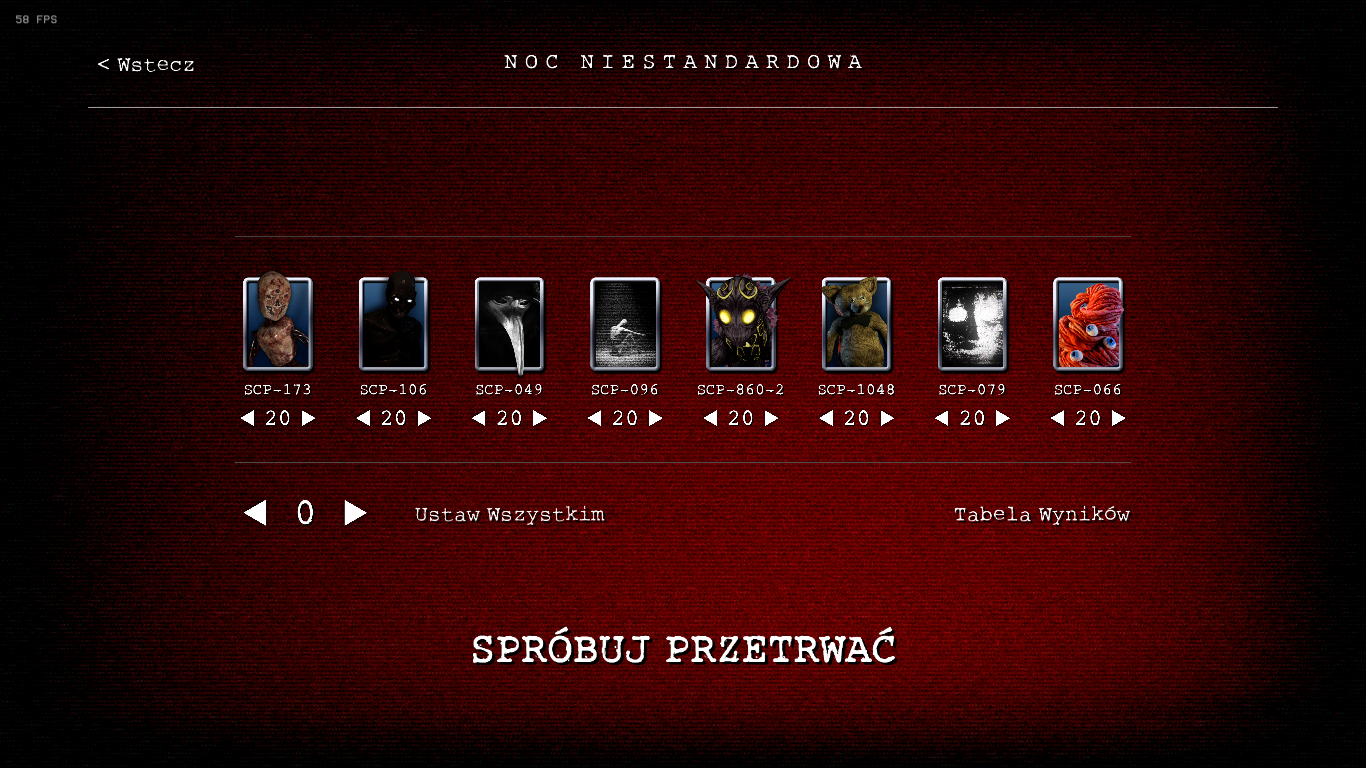 58 FPS
< Wstecz
NOC NIESTANDARDOWA
SCP-173 SCP-106 SCP-049 SCP-096 SCP-860-2 SCP-1048 SCP-079 SCP-066
◀ 20 ▶ ◀ 20 ▶ ◀ 20 ▶ ◀ 20 ▶ ◀ 20 ▶ ◀ 20 ▶ ◀ 20 ▶ ◀ 20 ▶
◀ 0 ▶ Ustaw Wszystkim Tabela Wyników
SPRÓBUJ PRZETRWAĆ